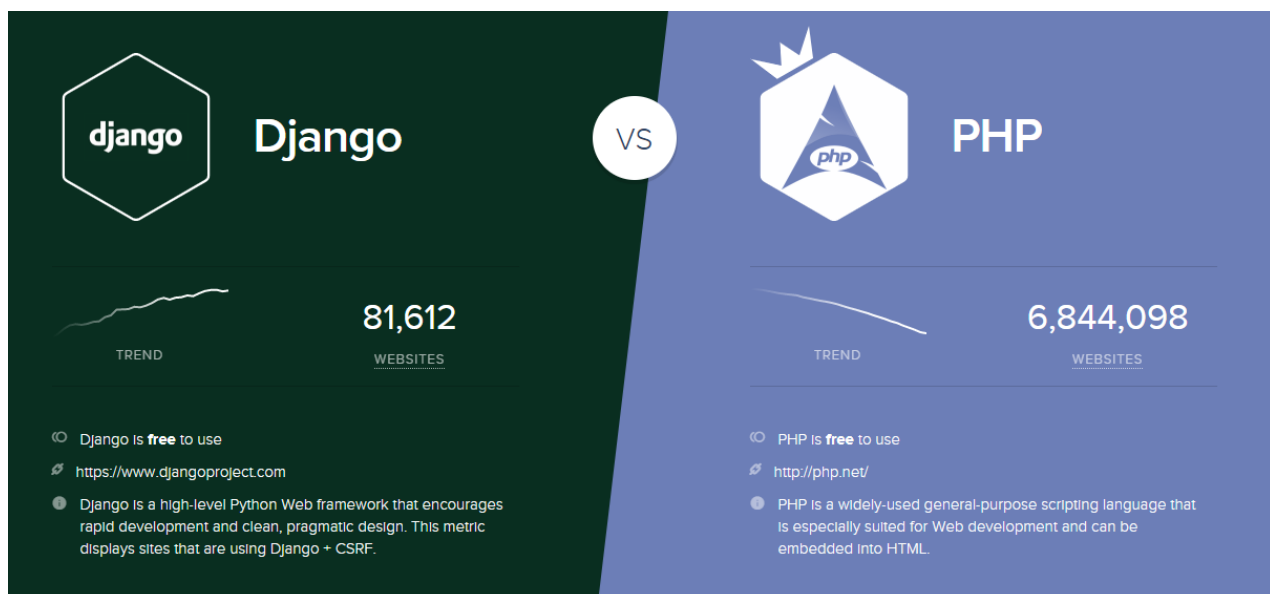 django
Django
VS
php
PHP
81,612
TREND
WEBSITES
6,844,098
TREND
WEBSITES
Django is free to use
https://www.djangoproject.com
Django is a high-level Python Web framework that encourages
rapid development and clean, pragmatic design. This metric
displays sites that are using Django + CSRF.
PHP is free to use
http://php.net/
PHP is a widely-used general-purpose scripting language that
is especially suited for Web development and can be
embedded into HTML.